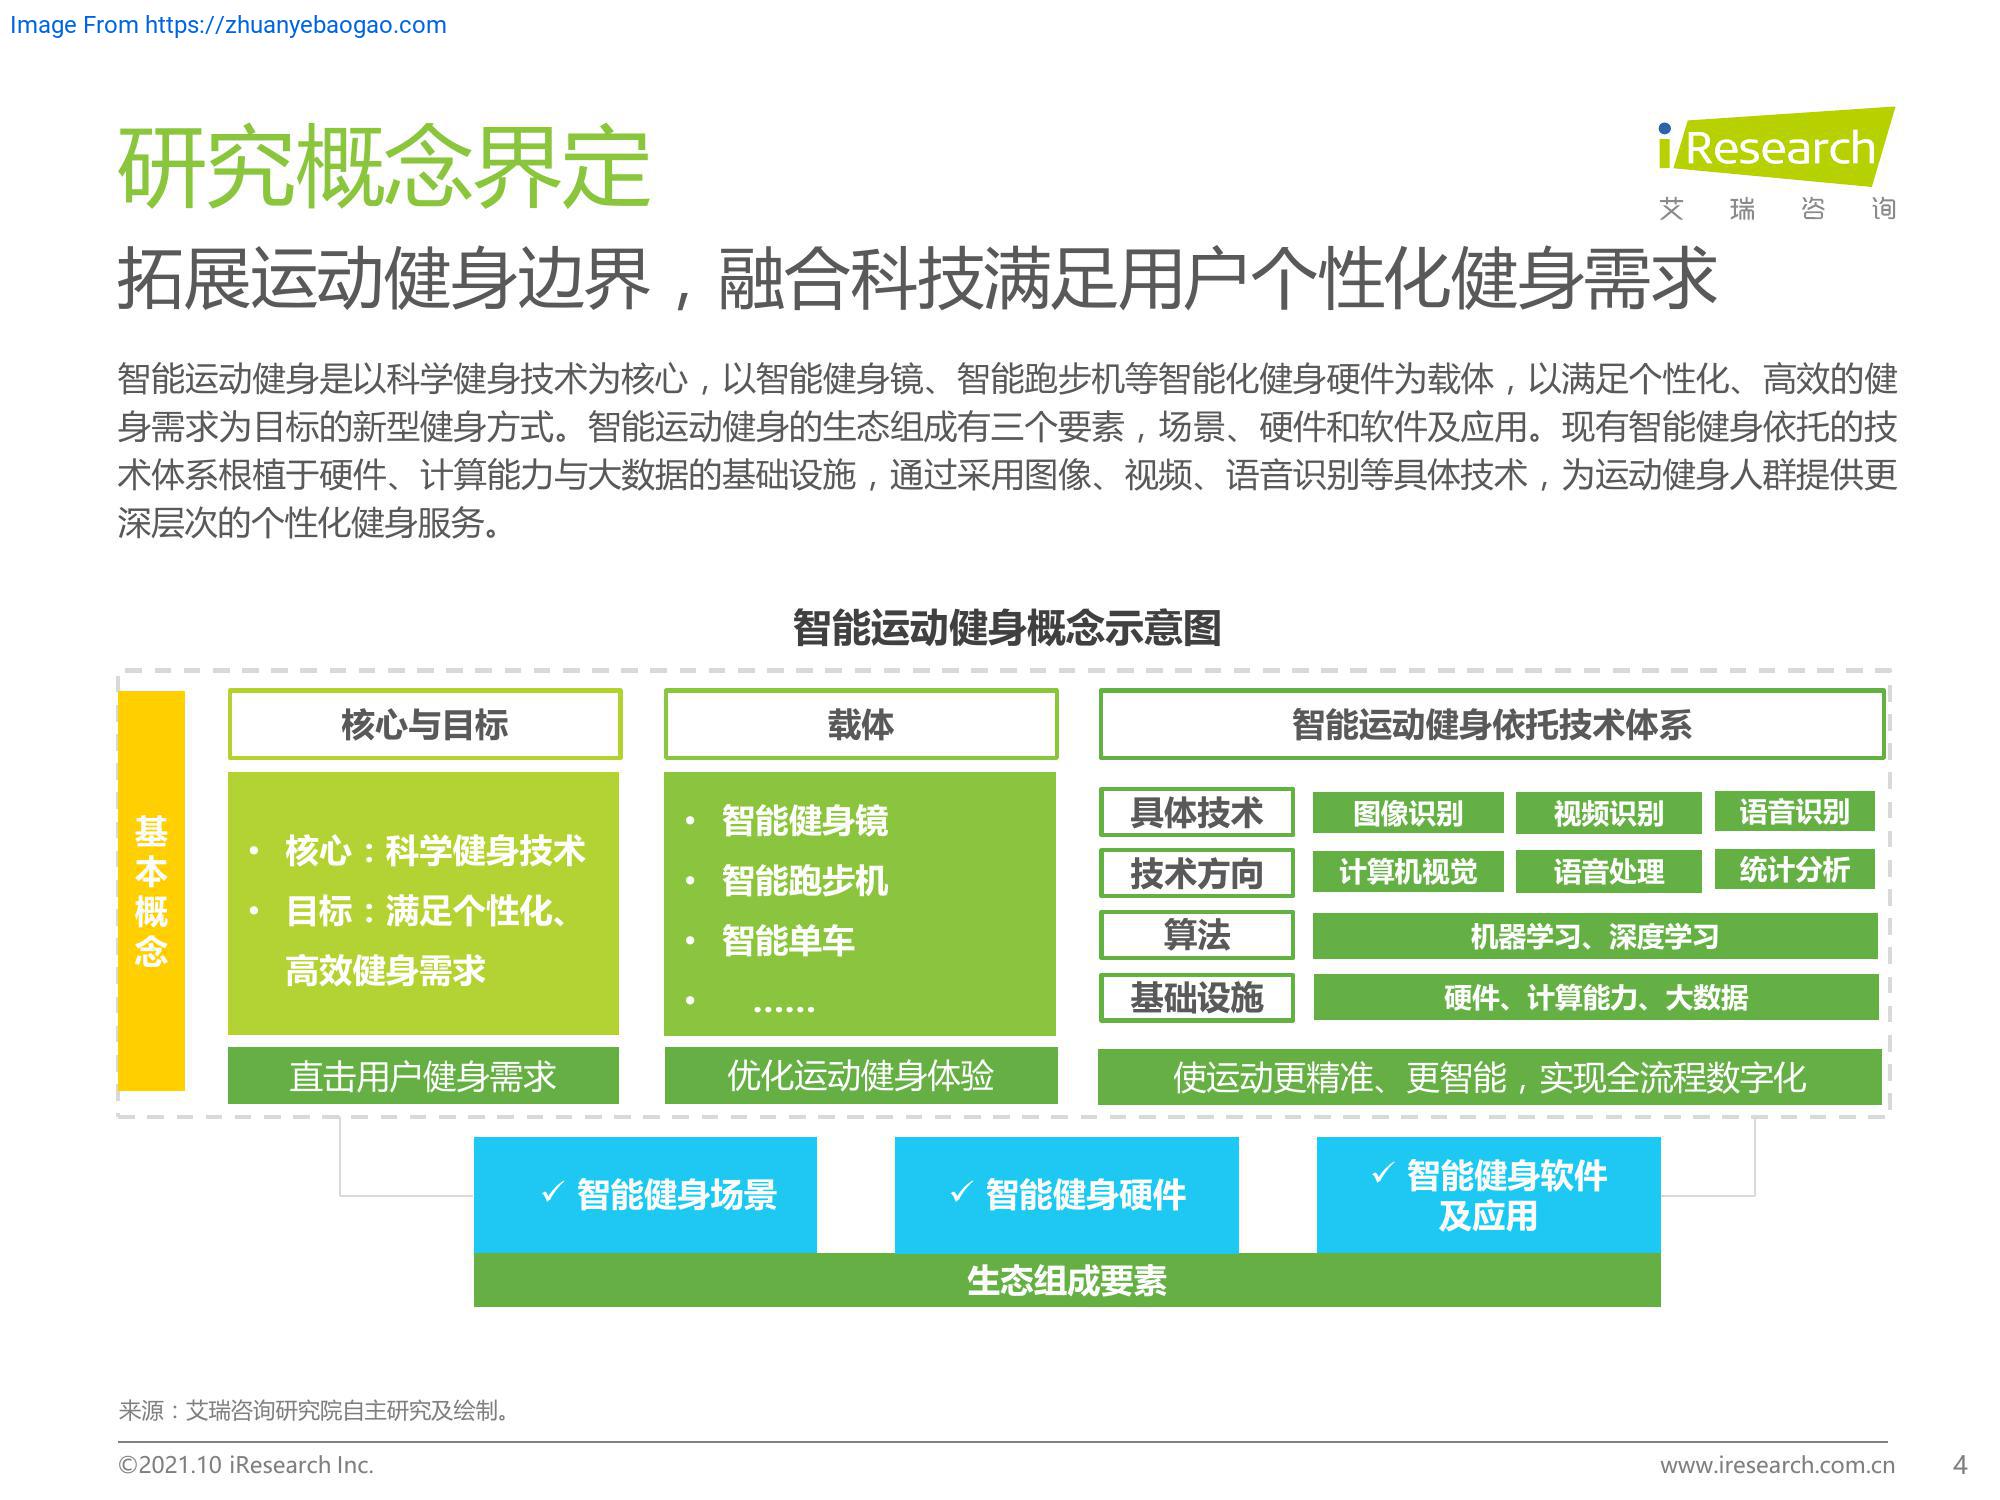 Image From https://zhuanyebaogao.com
研究概念界定
iResearch
艾瑞咨询
拓展运动健身边界，融合科技满足用户个性化健身需求
智能运动健身是以科学健身技术为核心，以智能健身镜、智能跑步机等智能化健身硬件为载体，以满足个性化、高效的健
身需求为目标的新型健身方式。智能运动健身的生态组成有三个要素，场景、硬件和软件及应用。现有智能健身依托的技
术体系根植于硬件、计算能力与大数据的基础设施，通过采用图像、视频、语音识别等具体技术，为运动健身人群提供更
深层次的个性化健身服务。
智能运动健身概念示意图
基本概念
核心与目标
• 核心：科学健身技术
• 目标：满足个性化、
高效健身需求
直击用户健身需求
载体
• 智能健身镜
• 智能跑步机
• 智能单车
• ……
优化运动健身体验
智能运动健身依托技术体系
具体技术 图像识别 视频识别 语音识别
技术方向 计算机视觉 语音处理 统计分析
算法 机器学习、深度学习
基础设施 硬件、计算能力、大数据
使运动更精准、更智能，实现全流程数字化
✓ 智能健身场景
✓ 智能健身硬件
✓ 智能健身软件
及应用
生态组成要素
来源：艾瑞咨询研究院自主研究及绘制。
©2021.10 iResearch Inc.
www.iresearch.com.cn
4